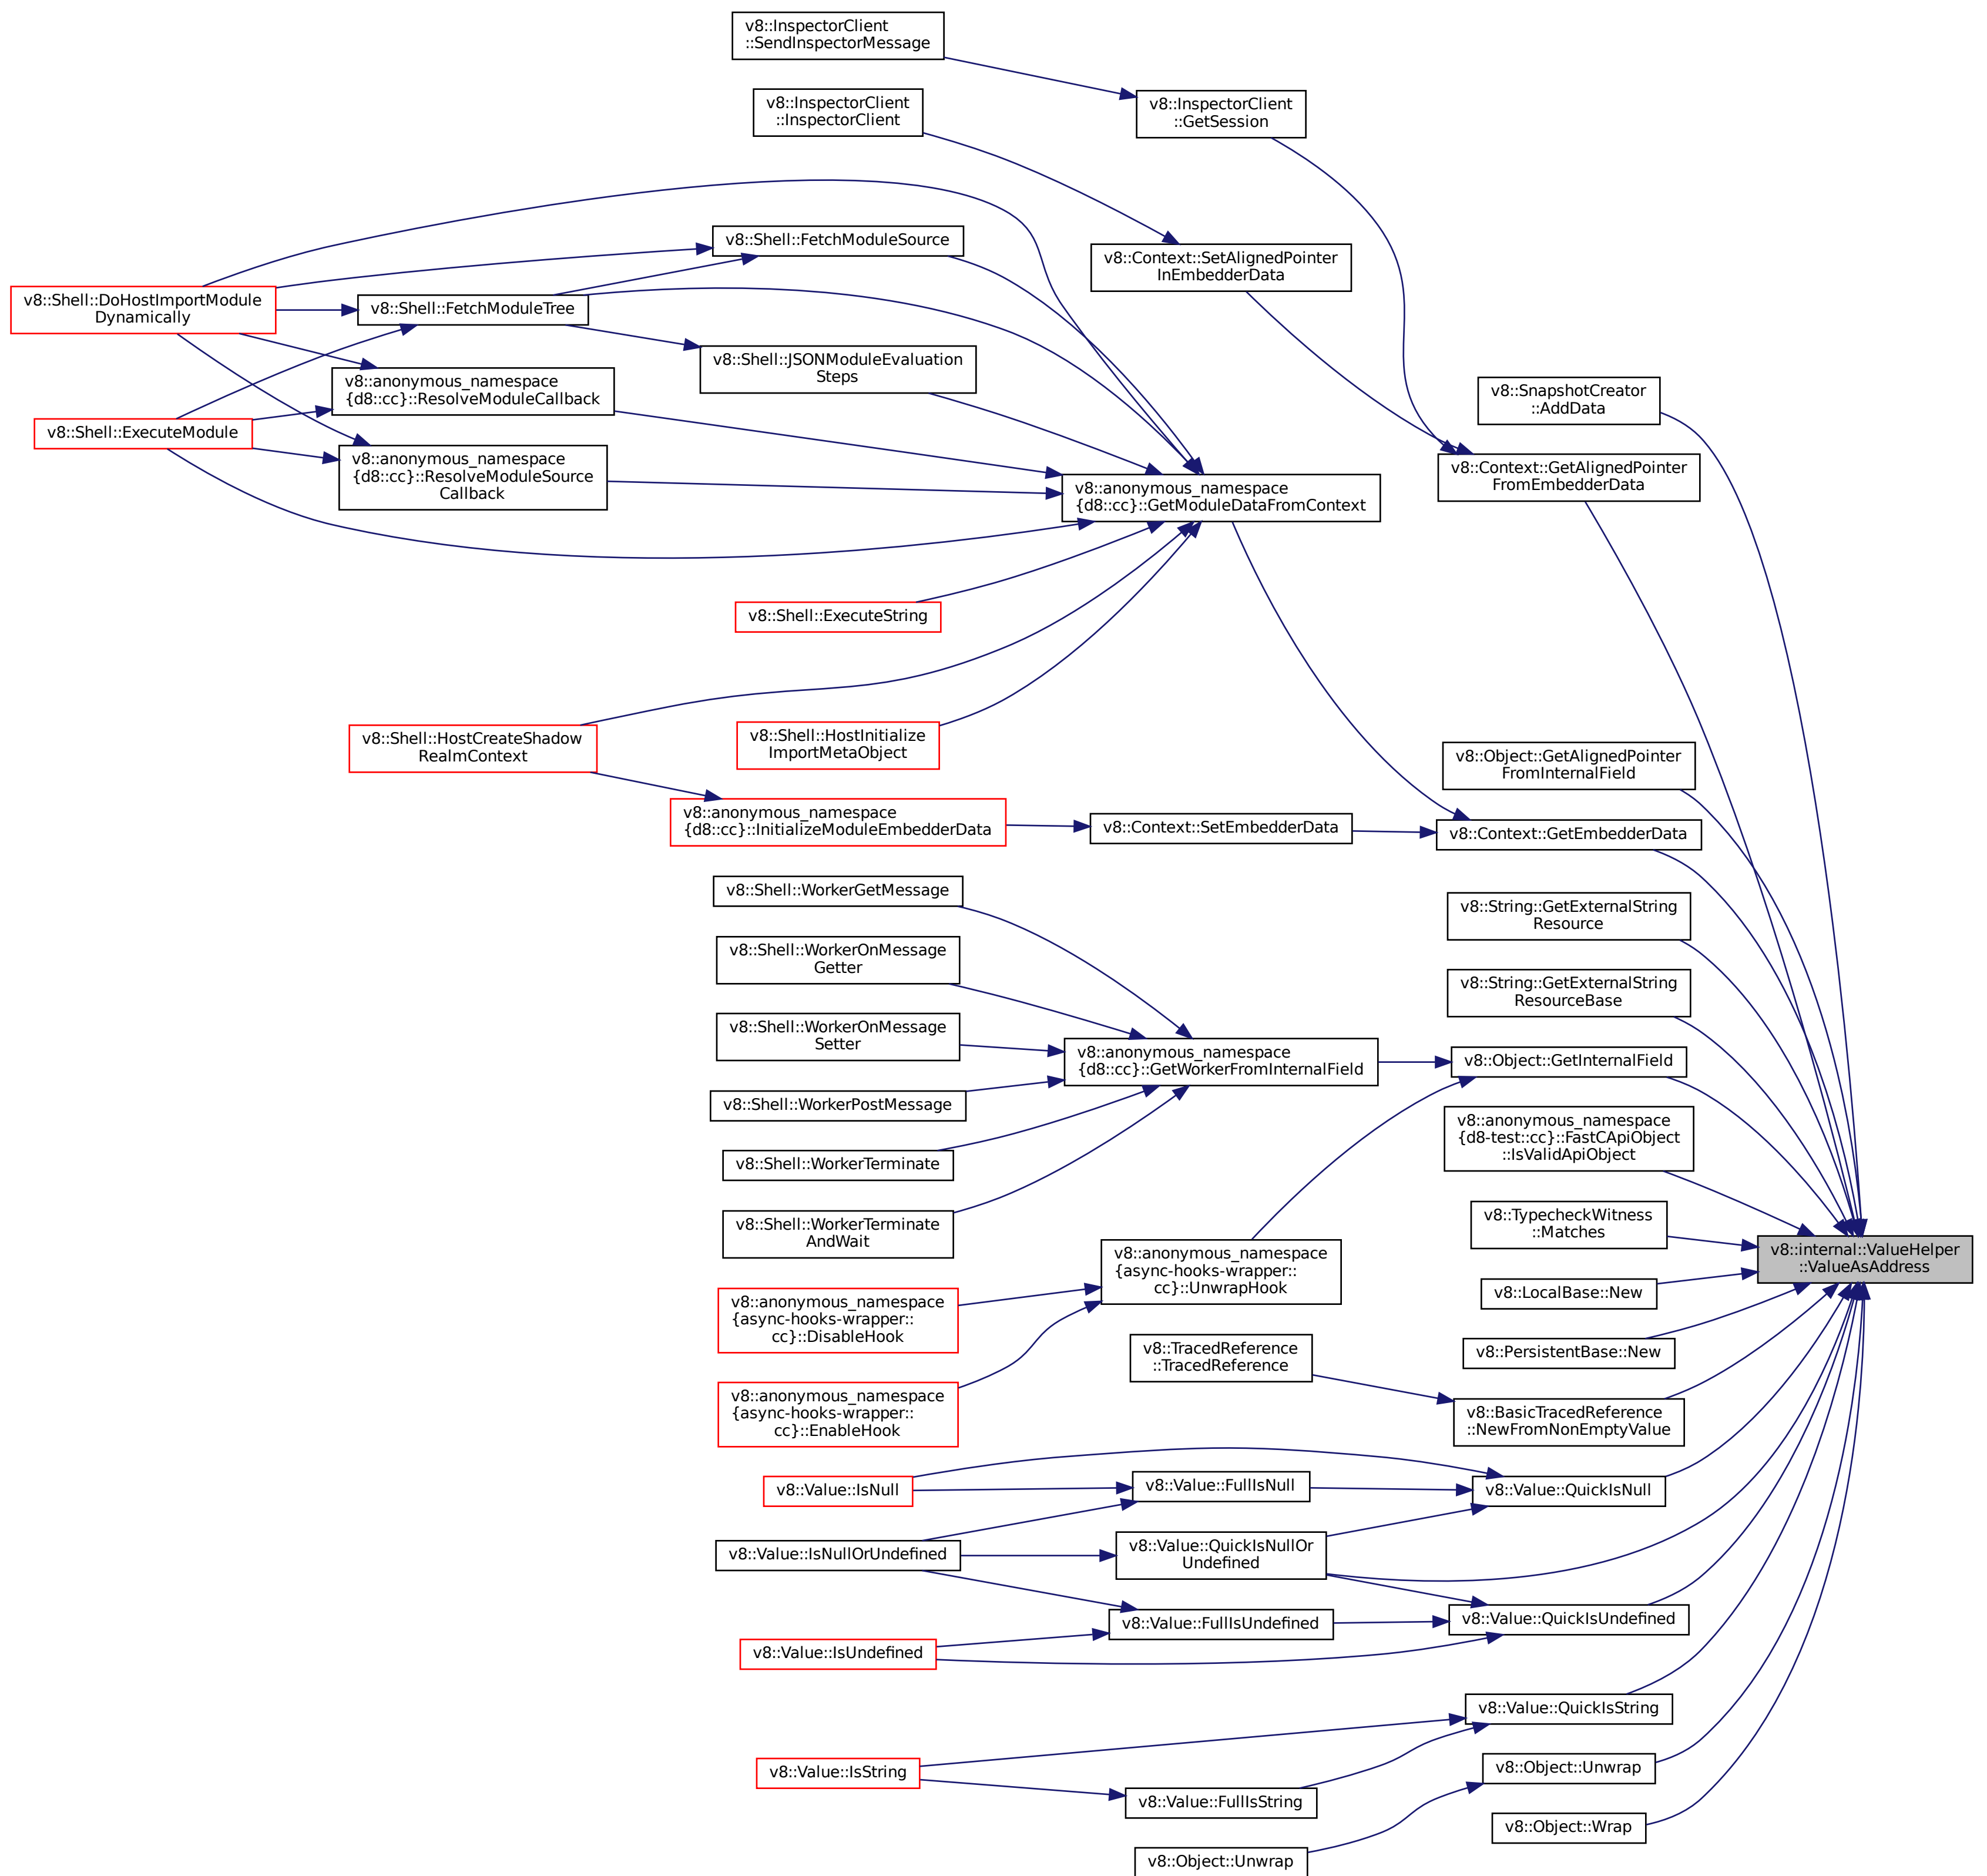 v8::InspectorClient
::SendInspectorMessage
v8::InspectorClient
::InspectorClient
v8::InspectorClient
::GetSession
v8::Shell::FetchModuleSource
v8::Context::SetAlignedPointer
InEmbedderData
v8::Shell::DoHostImportModule
Dynamically
v8::Shell::FetchModuleTree
v8::Shell::JSONModuleEvaluation
Steps
v8::anonymous_namespace
{d8::cc}::ResolveModuleCallback
v8::SnapshotCreator
::AddData
v8::Shell::ExecuteModule
v8::anonymous_namespace
{d8::cc}::ResolveModuleSource
Callback
v8::anonymous_namespace
{d8::cc}::GetModuleDataFromContext
v8::Context::GetAlignedPointer
FromEmbedderData
v8::Shell::ExecuteString
v8::Shell::HostCreateShadow
RealmContext
v8::Shell::HostInitialize
ImportMetaObject
v8::Object::GetAlignedPointer
FromInternalField
v8::anonymous_namespace
{d8::cc}::InitializeModuleEmbedderData
v8::Context::SetEmbedderData
v8::Context::GetEmbedderData
v8::Shell::WorkerGetMessage
v8::String::GetExternalString
Resource
v8::Shell::WorkerOnMessage
Getter
v8::String::GetExternalString
ResourceBase
v8::Shell::WorkerOnMessage
Setter
v8::anonymous_namespace
{d8::cc}::GetWorkerFromInternalField
v8::Object::GetInternalField
v8::Shell::WorkerPostMessage
v8::anonymous_namespace
{d8-test::cc}::FastCApiObject
::IsValidApiObject
v8::Shell::WorkerTerminate
v8::Shell::WorkerTerminate
AndWait
v8::TypecheckWitness
::Matches
v8::internal::ValueHelper
::ValueAsAddress
v8::anonymous_namespace
{async-hooks-wrapper::
cc}::UnwrapHook
v8::LocalBase::New
v8::anonymous_namespace
{async-hooks-wrapper::
cc}::DisableHook
v8::TracedReference
::TracedReference
v8::PersistentBase::New
v8::anonymous_namespace
{async-hooks-wrapper::
cc}::EnableHook
v8::BasicTracedReference
::NewFromNonEmptyValue
v8::Value::IsNull
v8::Value::FullIsNull
v8::Value::QuickIsNull
v8::Value::IsNullOrUndefined
v8::Value::QuickIsNullOr
Undefined
v8::Value::FullIsUndefined
v8::Value::QuickIsUndefined
v8::Value::IsUndefined
v8::Value::QuickIsString
v8::Value::IsString
v8::Object::Unwrap
v8::Value::FullIsString
v8::Object::Wrap
v8::Object::Unwrap